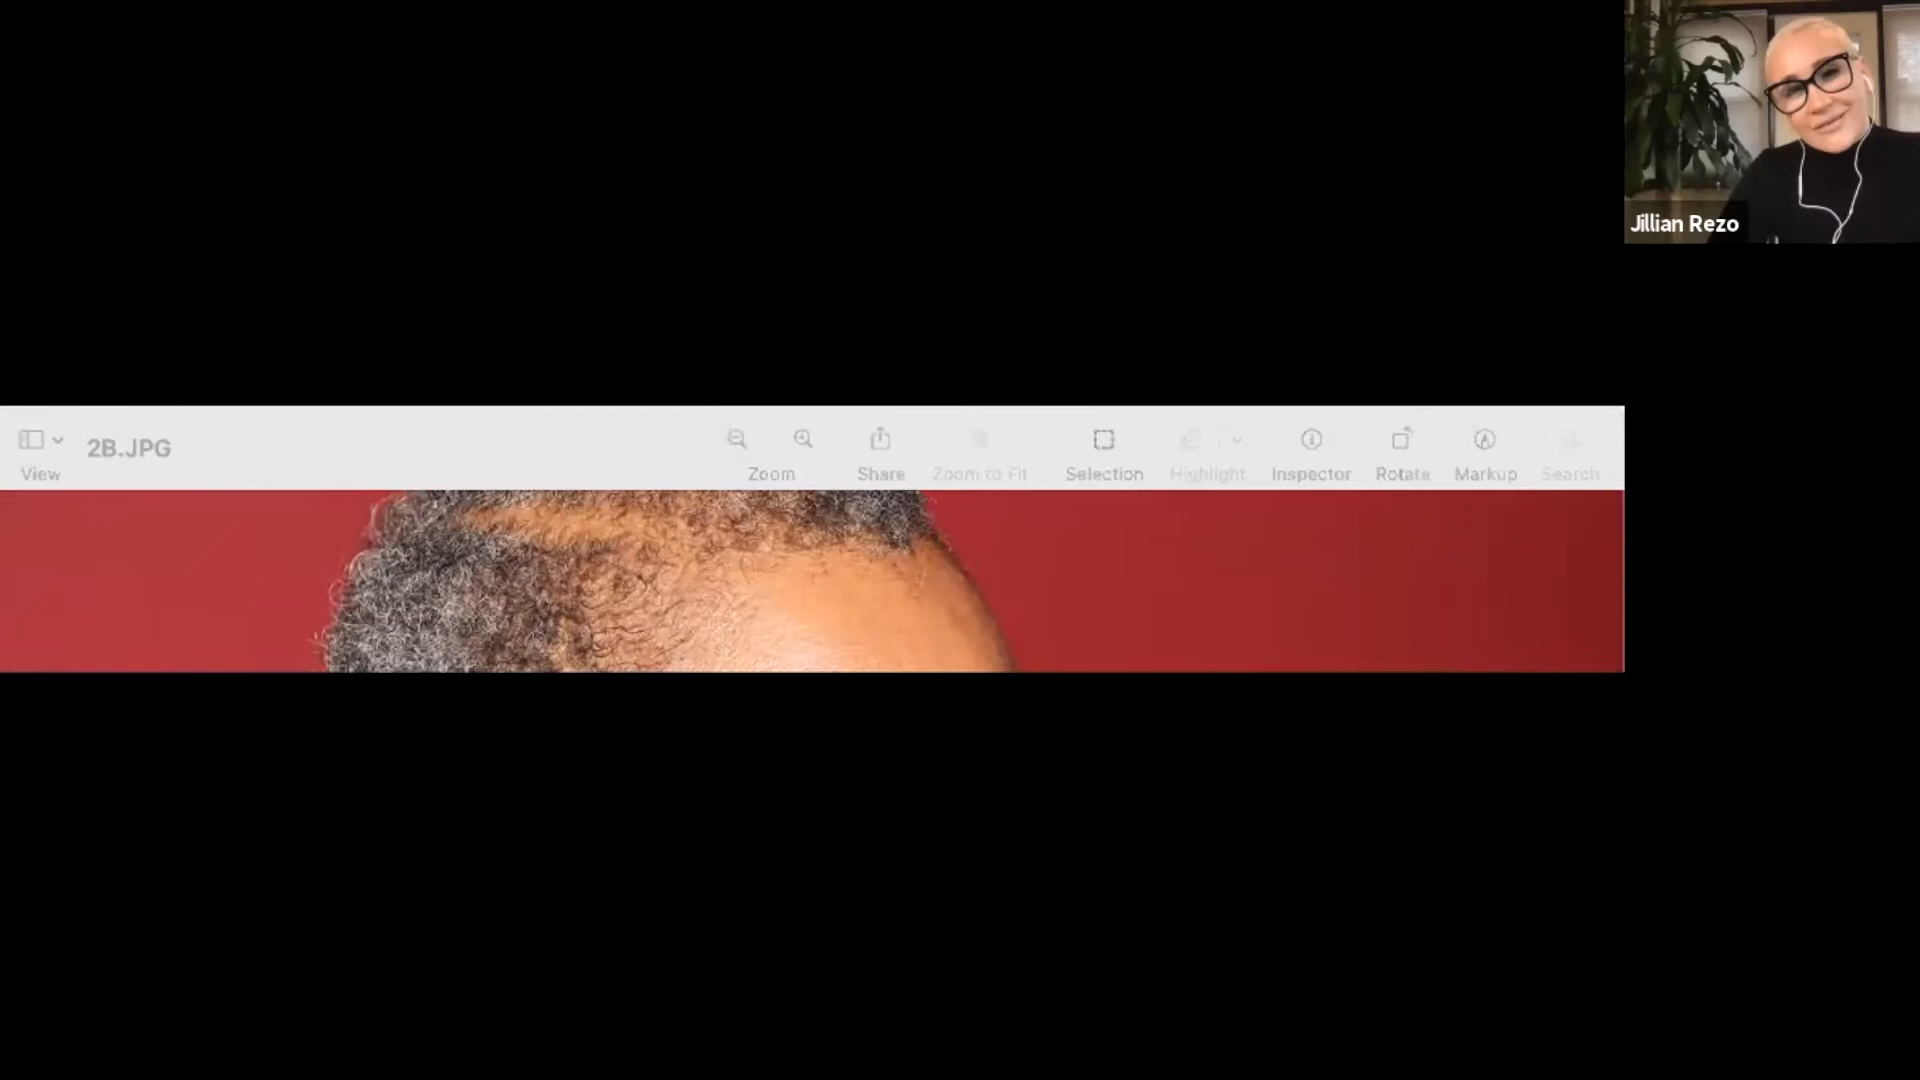 Jillian Rezo
2B.JPG
View
Zoom
Share
Zoom to Fit
Selection
Highlight
Inspector
Rotate
Markup
Search